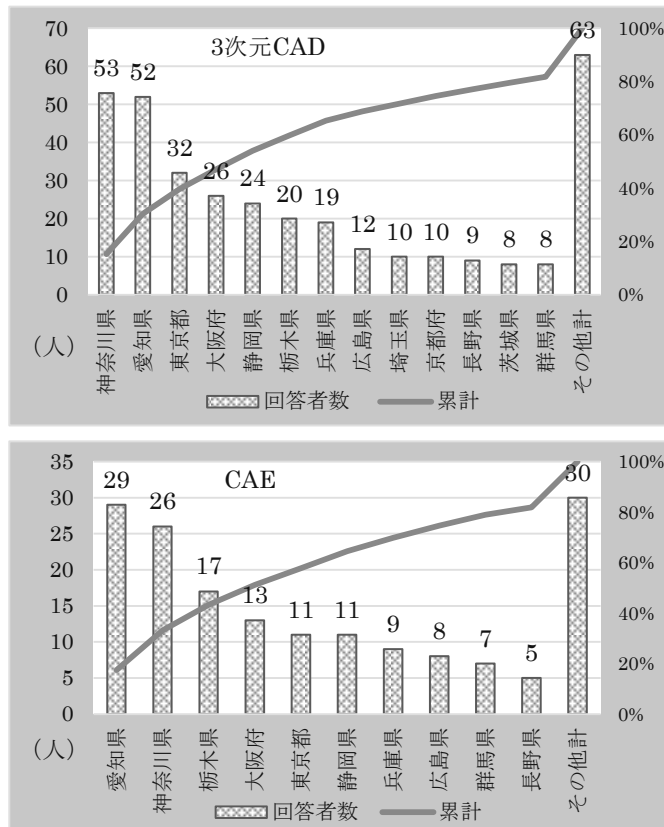 3次元CAD
70
60
50
40
30
20
10
0
100%
80%
60%
40%
20%
0%
53
52
32
26
24
20
19
12
10
10
9
8
8
63
(人)
神奈川県
愛知県
東京都
大阪府
静岡県
栃木県
兵庫県
広島県
埼玉県
京都府
長野県
茨城県
群馬県
その他計
回答者数
累計
CAE
35
30
25
20
15
10
5
0
100%
80%
60%
40%
20%
0%
29
26
17
13
11
11
9
8
7
5
30
(人)
愛知県
神奈川県
栃木県
大阪府
東京都
静岡県
兵庫県
広島県
群馬県
長野県
その他計
回答者数
累計